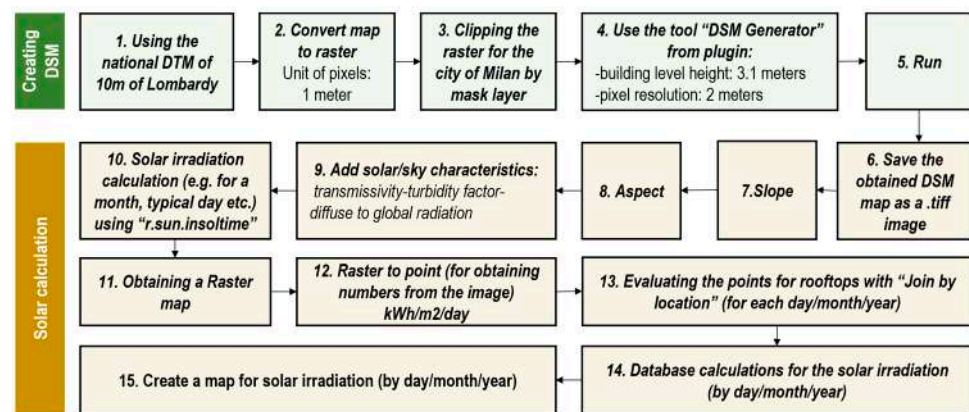 Creating
DSM
1. Using the
national DTM of
10m of Lombardy
2. Convert map
to raster
Unit of pixels:
1 meter
3. Clipping the
raster for the
city of Milan by
mask layer
4. Use the tool “DSM Generator”
from plugin:
-building level height: 3.1 meters
-pixel resolution: 2 meters
5. Run
Solar calculation
6. Save the
obtained DSM
map as a .tiff
image
7.Slope
8. Aspect
9. Add solar/sky characteristics:
transmissivity-turbidity factor-
diffuse to global radiation
10. Solar irradiation
calculation (e.g. for a
month, typical day etc.)
using “r.sun.insoltime”
11. Obtaining a Raster
map
12. Raster to point (for obtaining
numbers from the image)
kWh/m2/day
13. Evaluating the points for rooftops with “Join by
location” (for each day/month/year)
14. Database calculations for the solar irradiation
(by day/month/year)
15. Create a map for solar irradiation (by day/month/year)